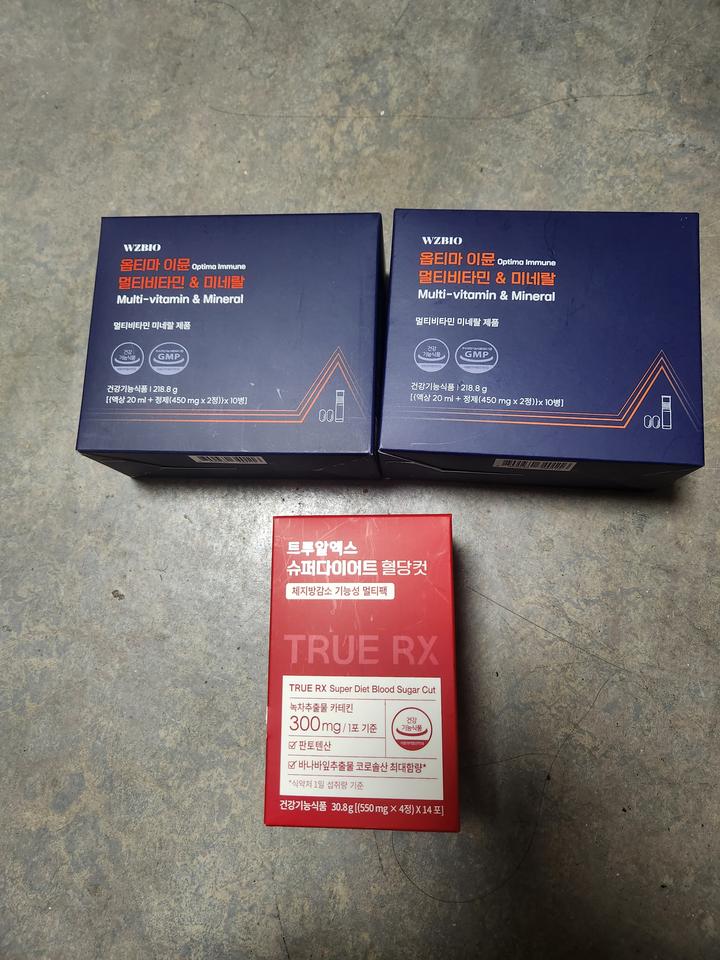 WZBIO
옵티마 이뮨 Optima Immune
멀티비타민 & 미네랄
Multi-vitamin & Mineral
멀티비타민 미네랄 제품
건강
기능식품
GMP
건강기능식품 | 218.8 g
[{액상 20 ml + 정제(450 mg x 2정)}x 10병]
WZBIO
옵티마 이뮨 Optima Immune
멀티비타민 & 미네랄
Multi-vitamin & Mineral
멀티비타민 미네랄 제품
건강
기능식품
GMP
건강기능식품 | 218.8 g
[{액상 20 ml + 정제(450 mg x 2정)}x 10병]
트루알엑스
슈퍼다이어트 혈당컷
체지방감소 기능성 멀티팩
TRUE RX
TRUE RX Super Diet Blood Sugar Cut
녹차추출물 카테킨
300mg / 1포 기준
건강
기능식품
판토텐산
바나바잎추출물 코로솔산 최대함량*
*식약처 1일 섭취량 기준
건강기능식품 30.8g [(550 mg × 4정) X 14 포]